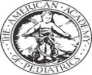 THE AMERICAN ACADEMY
OF PEDIATRICS